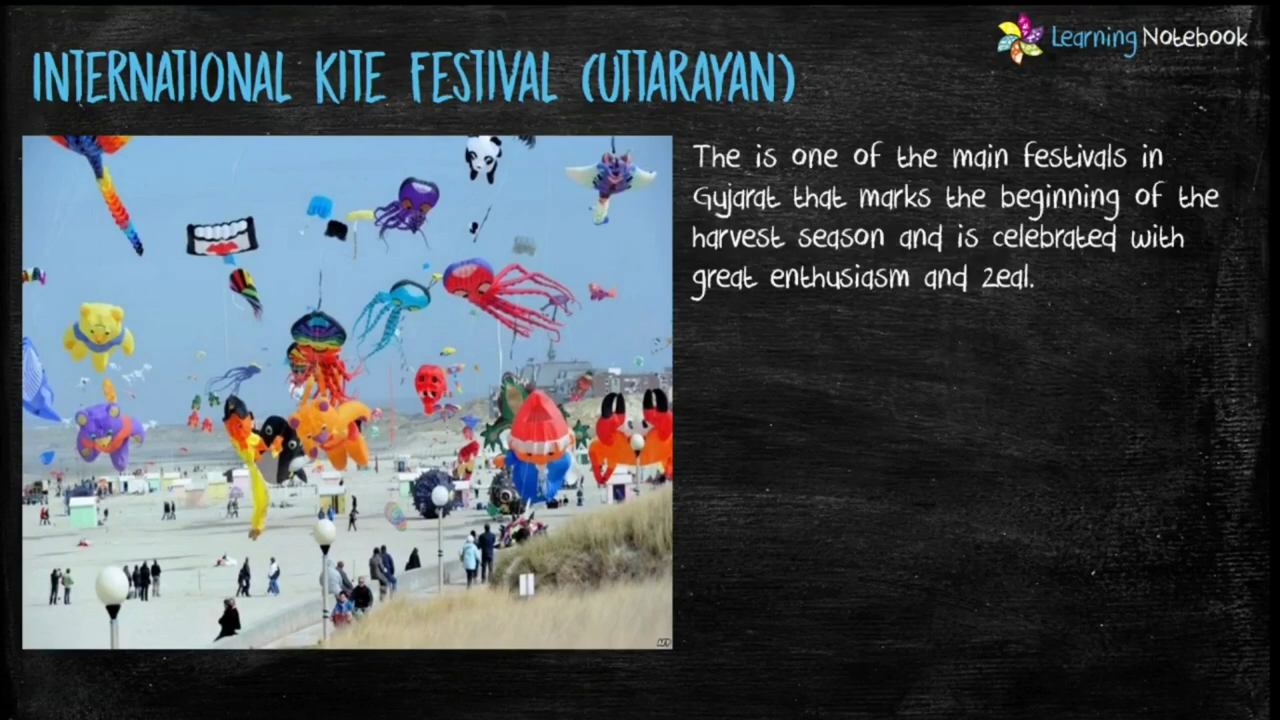 Learning Notebook
INTERNATIONAL KITE FESTIVAL (UTTARAYAN)
The is one of the main festivals in
Gujarat that marks the beginning of the
harvest season and is celebrated with
great enthusiasm and zeal.
AFP